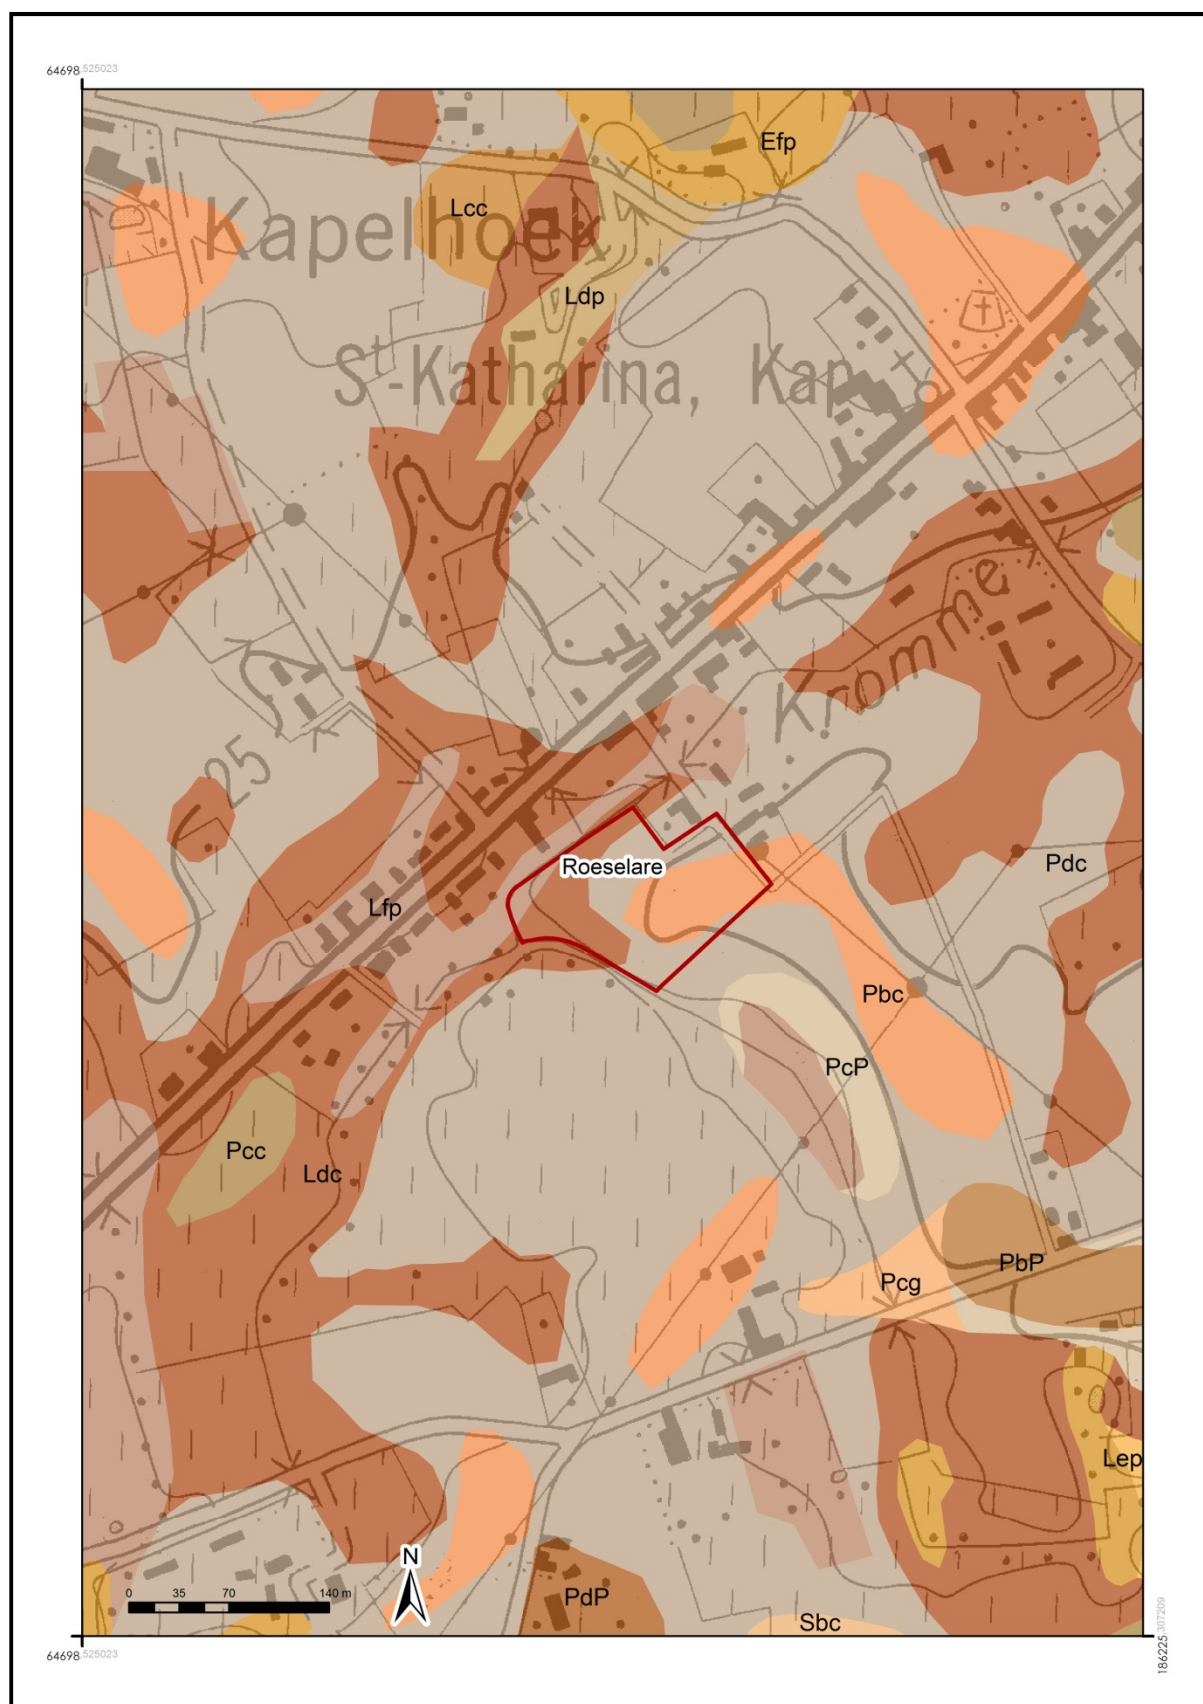 64698,525023
Efp
Lcc
Kapelhoek
Ldp
St-Katharina, Kap.
Kromme
25
Roeselare
Pdc
Lfp
Pbc
PcP
Pcc
Ldc
PbP
Pcg
Lep
N
0 35 70 140 m
PdP
Sbc
64698,525023
186225,307209